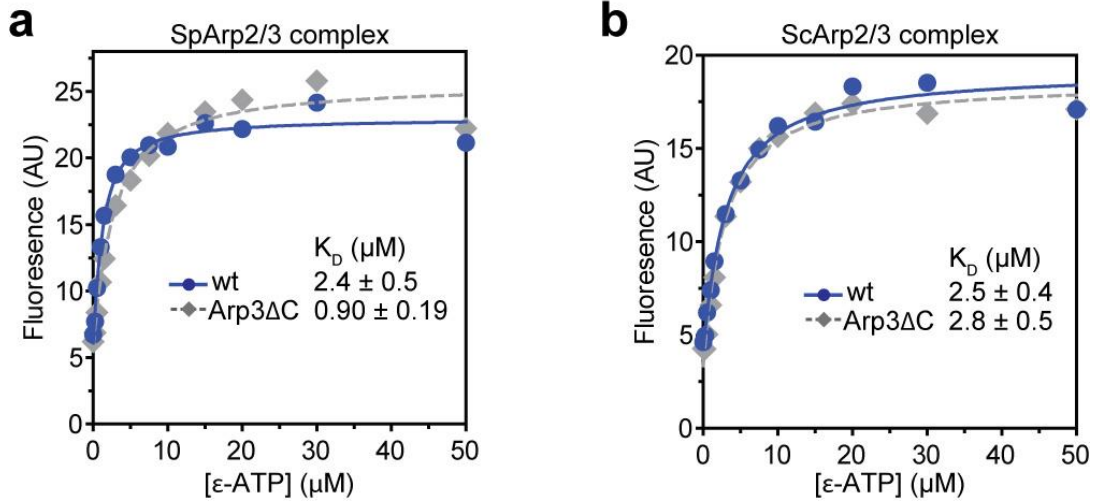 a
SpArp2/3 complex
Fluoresence (AU)
25
20
15
10
5
0
0 10 20 30 40 50
[ε-ATP] (µM)
K_D (µM)
wt 2.4 ± 0.5
Arp3ΔC 0.90 ± 0.19
b
ScArp2/3 complex
Fluoresence (AU)
20
15
10
5
0
0 10 20 30 40 50
[ε-ATP] (µM)
K_D (µM)
wt 2.5 ± 0.4
Arp3ΔC 2.8 ± 0.5